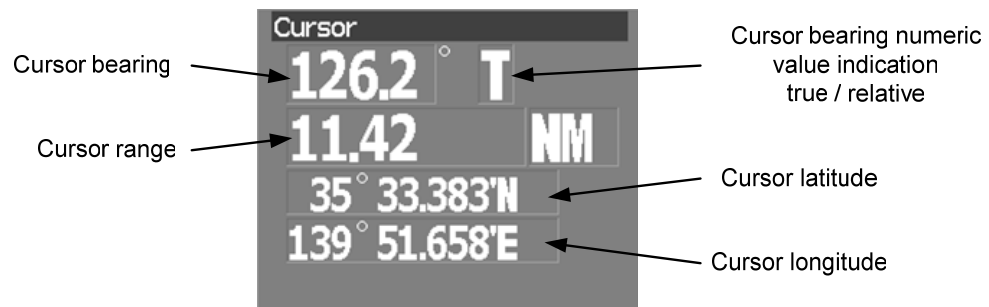 Cursor
Cursor bearing
126.2° T
Cursor bearing numeric
value indication
true / relative
Cursor range
11.42 NM
35° 33.383'N
Cursor latitude
139° 51.658'E
Cursor longitude